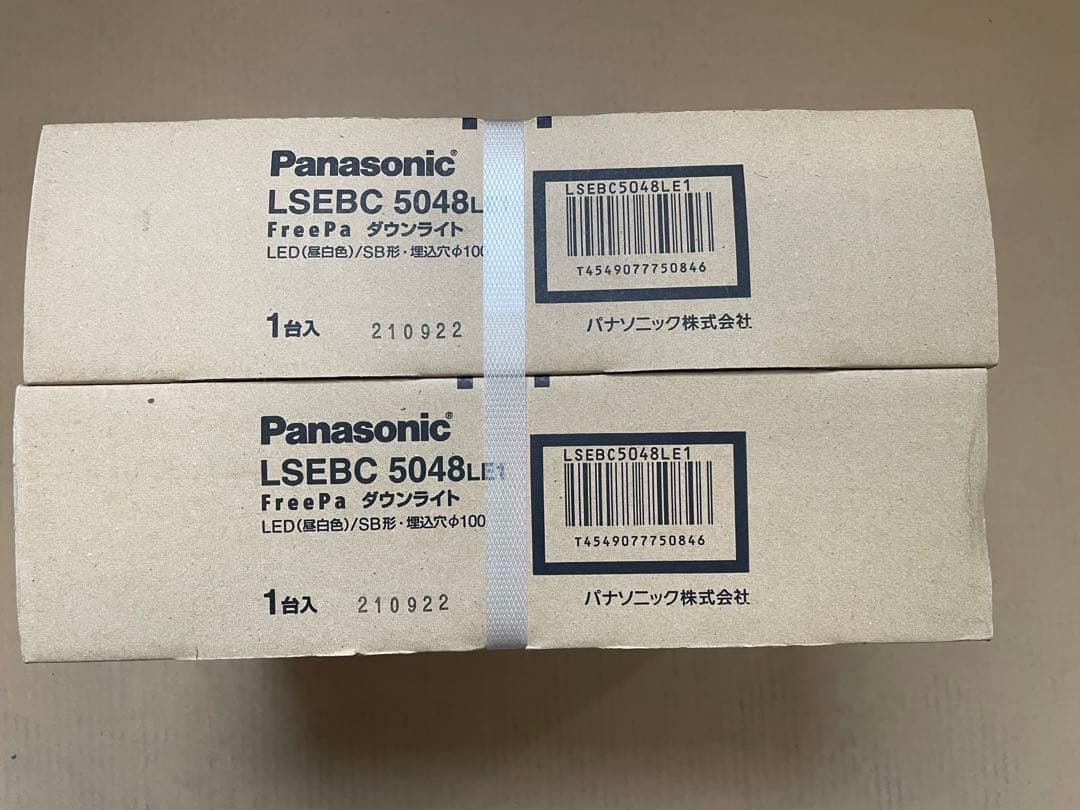 Panasonic®
LSEBC 5048L
FreePa ダウンライト
LED(昼白色)/SB形・埋込穴φ100
1台入 210922
LSEBC5048LE1
T4549077750846
パナソニック株式会社
Panasonic®
LSEBC 5048LE1
FreePa ダウンライト
LED(昼白色)/SB形・埋込穴φ100
1台入 210922
LSEBC5048LE1
T4549077750846
パナソニック株式会社